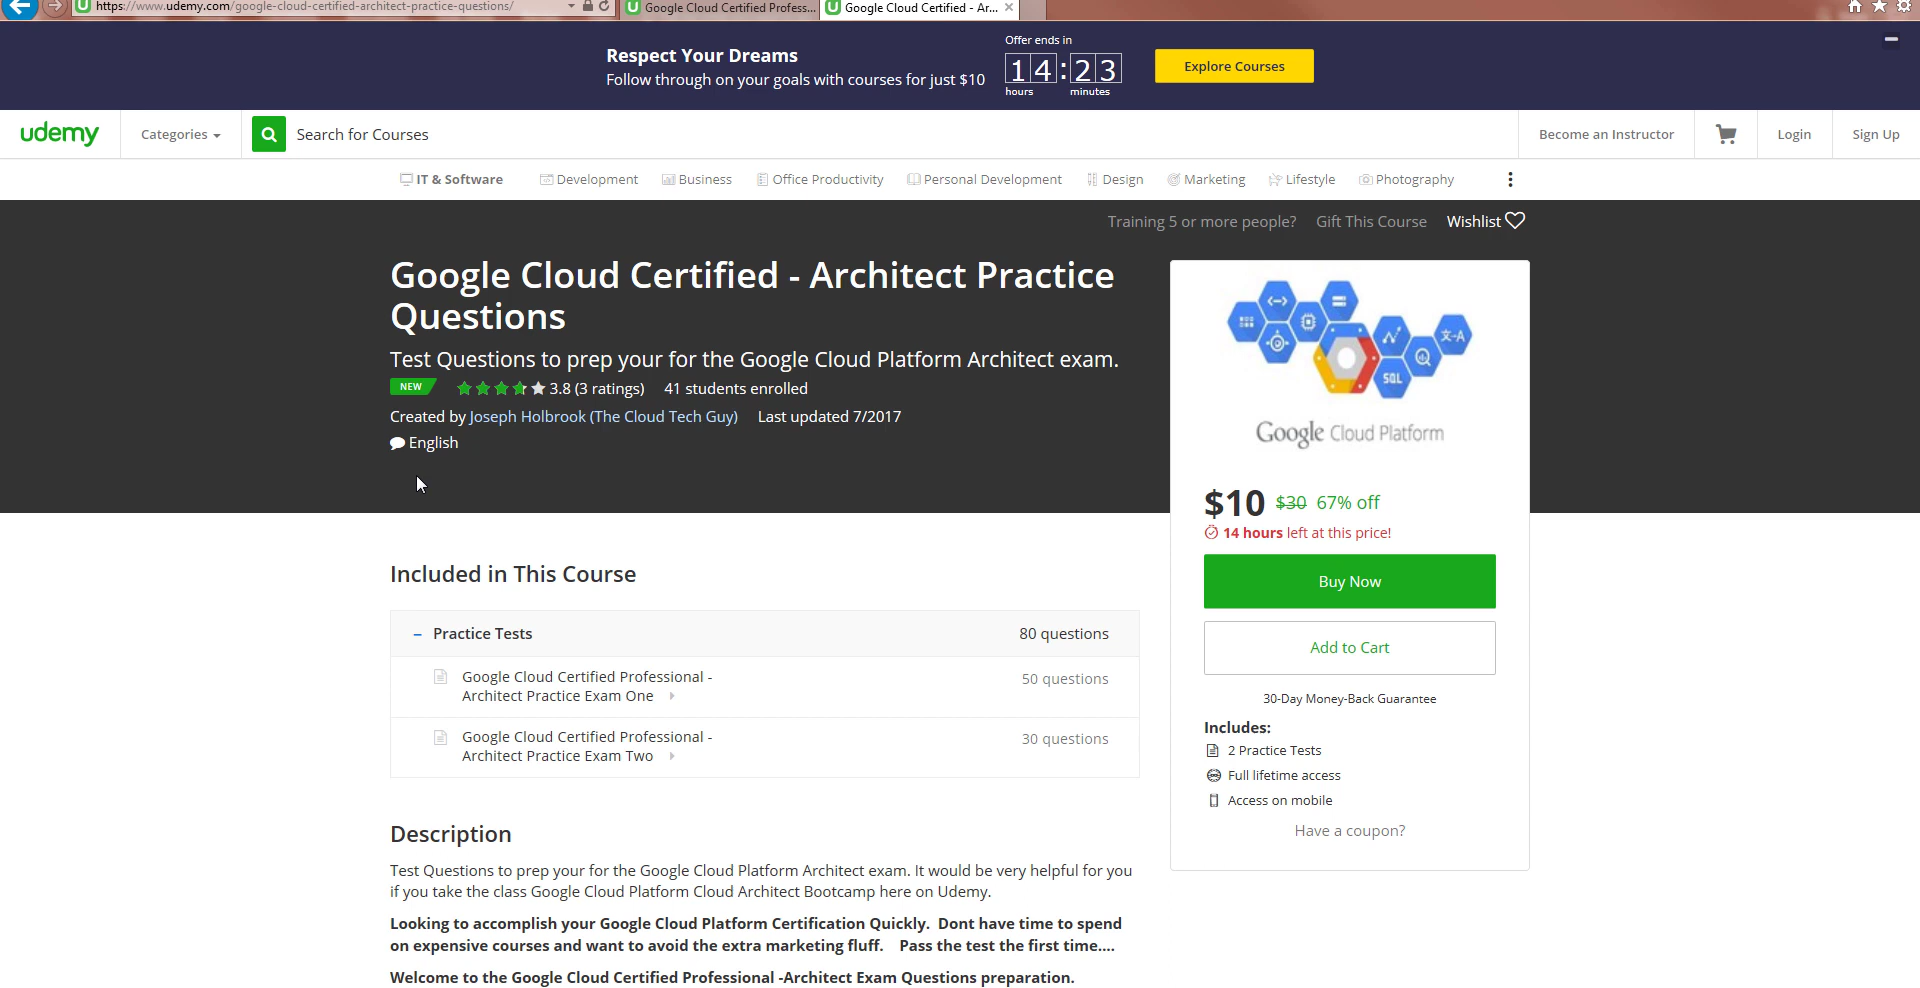 https://www.udemy.com/google-cloud-certified-architect-practice-questions/
Google Cloud Certified Profess...
Google Cloud Certified - Ar...
Respect Your Dreams
Follow through on your goals with courses for just $10
Offer ends in
14:23
hours minutes
Explore Courses
udemy
Categories
Search for Courses
Become an Instructor
Login
Sign Up
IT & Software
Development
Business
Office Productivity
Personal Development
Design
Marketing
Lifestyle
Photography
Training 5 or more people?
Gift This Course
Wishlist
Google Cloud Certified - Architect Practice
Questions
Test Questions to prep your for the Google Cloud Platform Architect exam.
NEW
3.8 (3 ratings)
41 students enrolled
Created by Joseph Holbrook (The Cloud Tech Guy)
Last updated 7/2017
English
文-A
SQL
Google Cloud Platform
$10 $30 67% off
14 hours left at this price!
Buy Now
Add to Cart
30-Day Money-Back Guarantee
Includes:
2 Practice Tests
Full lifetime access
Access on mobile
Have a coupon?
Included in This Course
Practice Tests
80 questions
Google Cloud Certified Professional -
Architect Practice Exam One
50 questions
Google Cloud Certified Professional -
Architect Practice Exam Two
30 questions
Description
Test Questions to prep your for the Google Cloud Platform Architect exam. It would be very helpful for you
if you take the class Google Cloud Platform Cloud Architect Bootcamp here on Udemy.
Looking to accomplish your Google Cloud Platform Certification Quickly. Dont have time to spend
on expensive courses and want to avoid the extra marketing fluff. Pass the test the first time....
Welcome to the Google Cloud Certified Professional -Architect Exam Questions preparation.